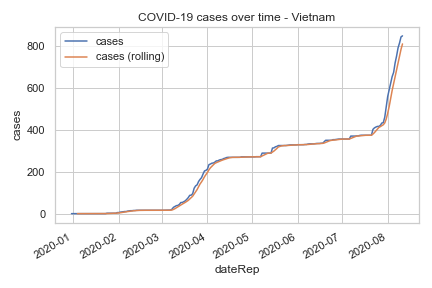 COVID-19 cases over time - Vietnam
cases
cases (rolling)
800
600
400
200
0
cases
2020-01
2020-02
2020-03
2020-04
2020-05
2020-06
2020-07
2020-08
dateRep